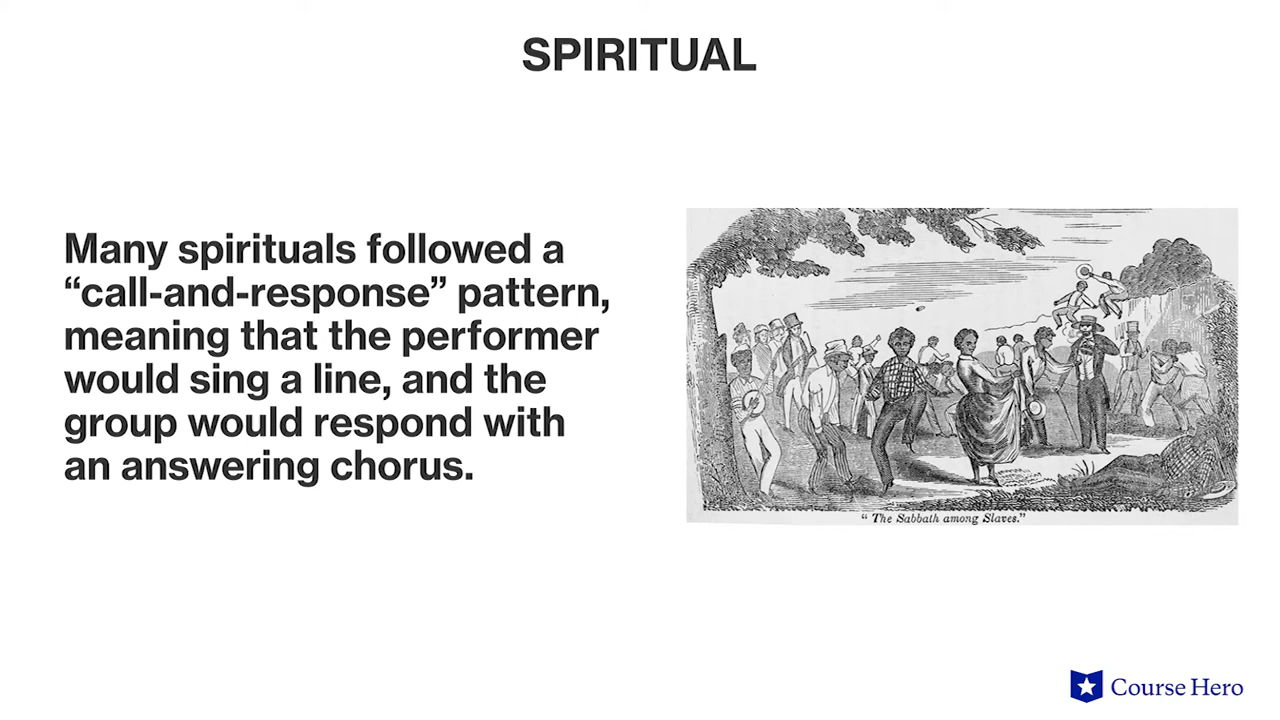 SPIRITUAL
Many spirituals followed a
“call-and-response” pattern,
meaning that the performer
would sing a line, and the
group would respond with
an answering chorus.
“ The Sabbath among Slaves.”
Course Hero